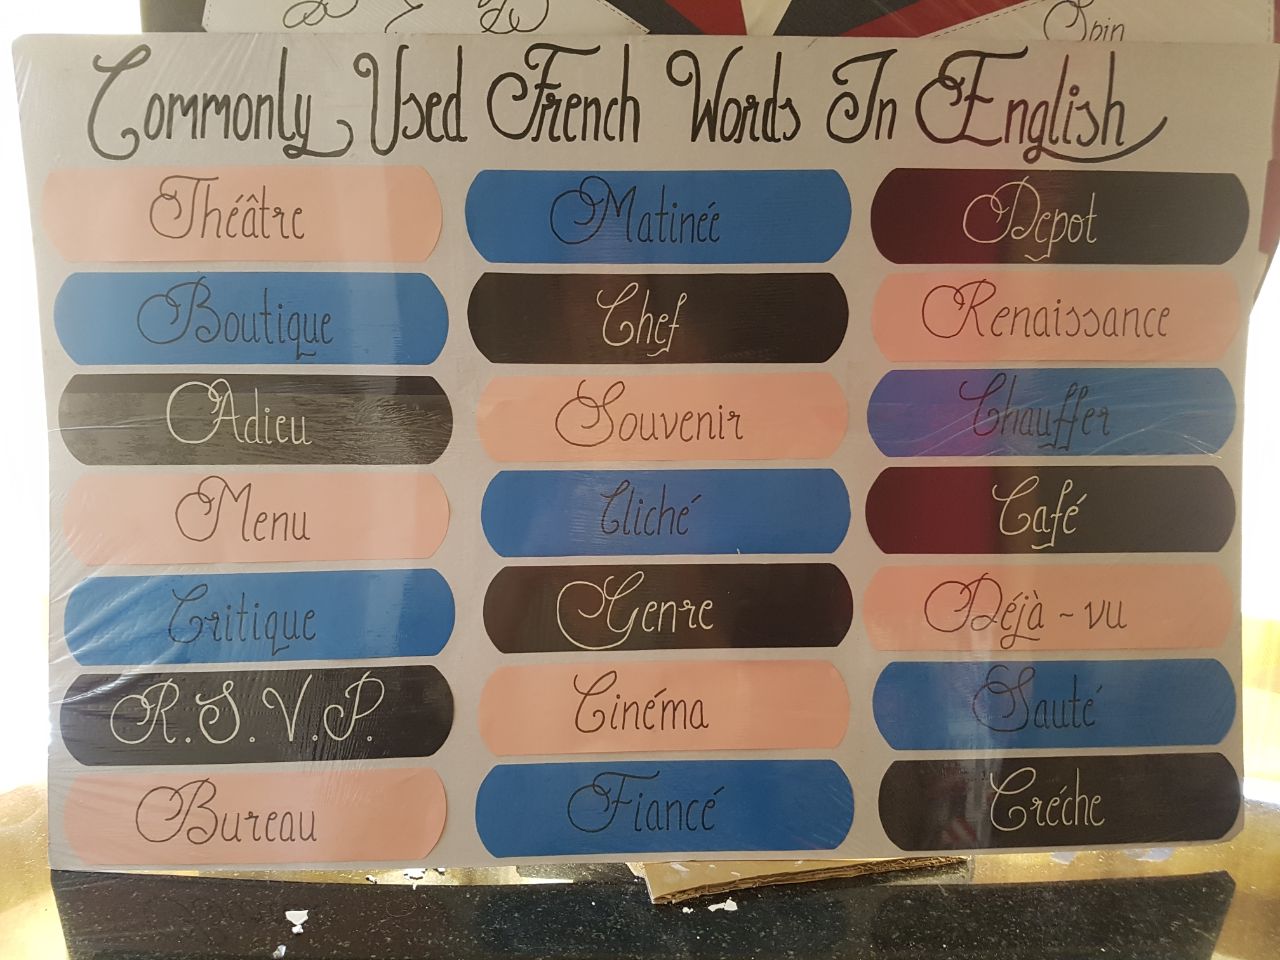 Spin
Commonly Used French Words In English
Théâtre
Matinée
Depot
Boutique
Chef
Renaissance
Adieu
Souvenir
Chauffer
Menu
Cliché
Café
Critique
Genre
Déjà ~ vu
R.S.V.P.
Cinéma
Sauté
Bureau
Fiancé
Créche